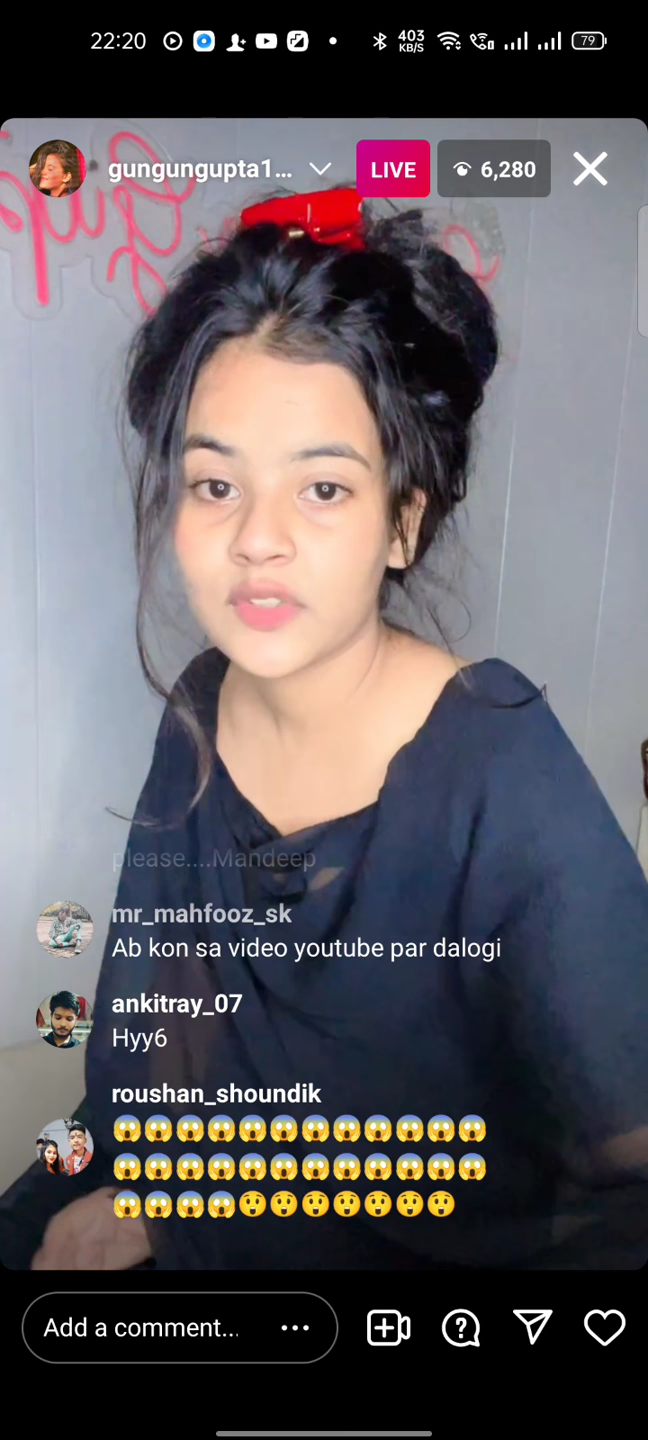 22:20
403
KB/S
79
gungungupta1...
LIVE
6,280
please....Mandeep
mr_mahfooz_sk
Ab kon sa video youtube par dalogi
ankitray_07
Hyy6
roushan_shoundik
😱😱😱😱😱😱😱😱😱😱😱😱
😱😱😱😱😱😱😱😱😱😱😱😱
😱😱😱😱😲😲😲😲😲😲😲
Add a comment...